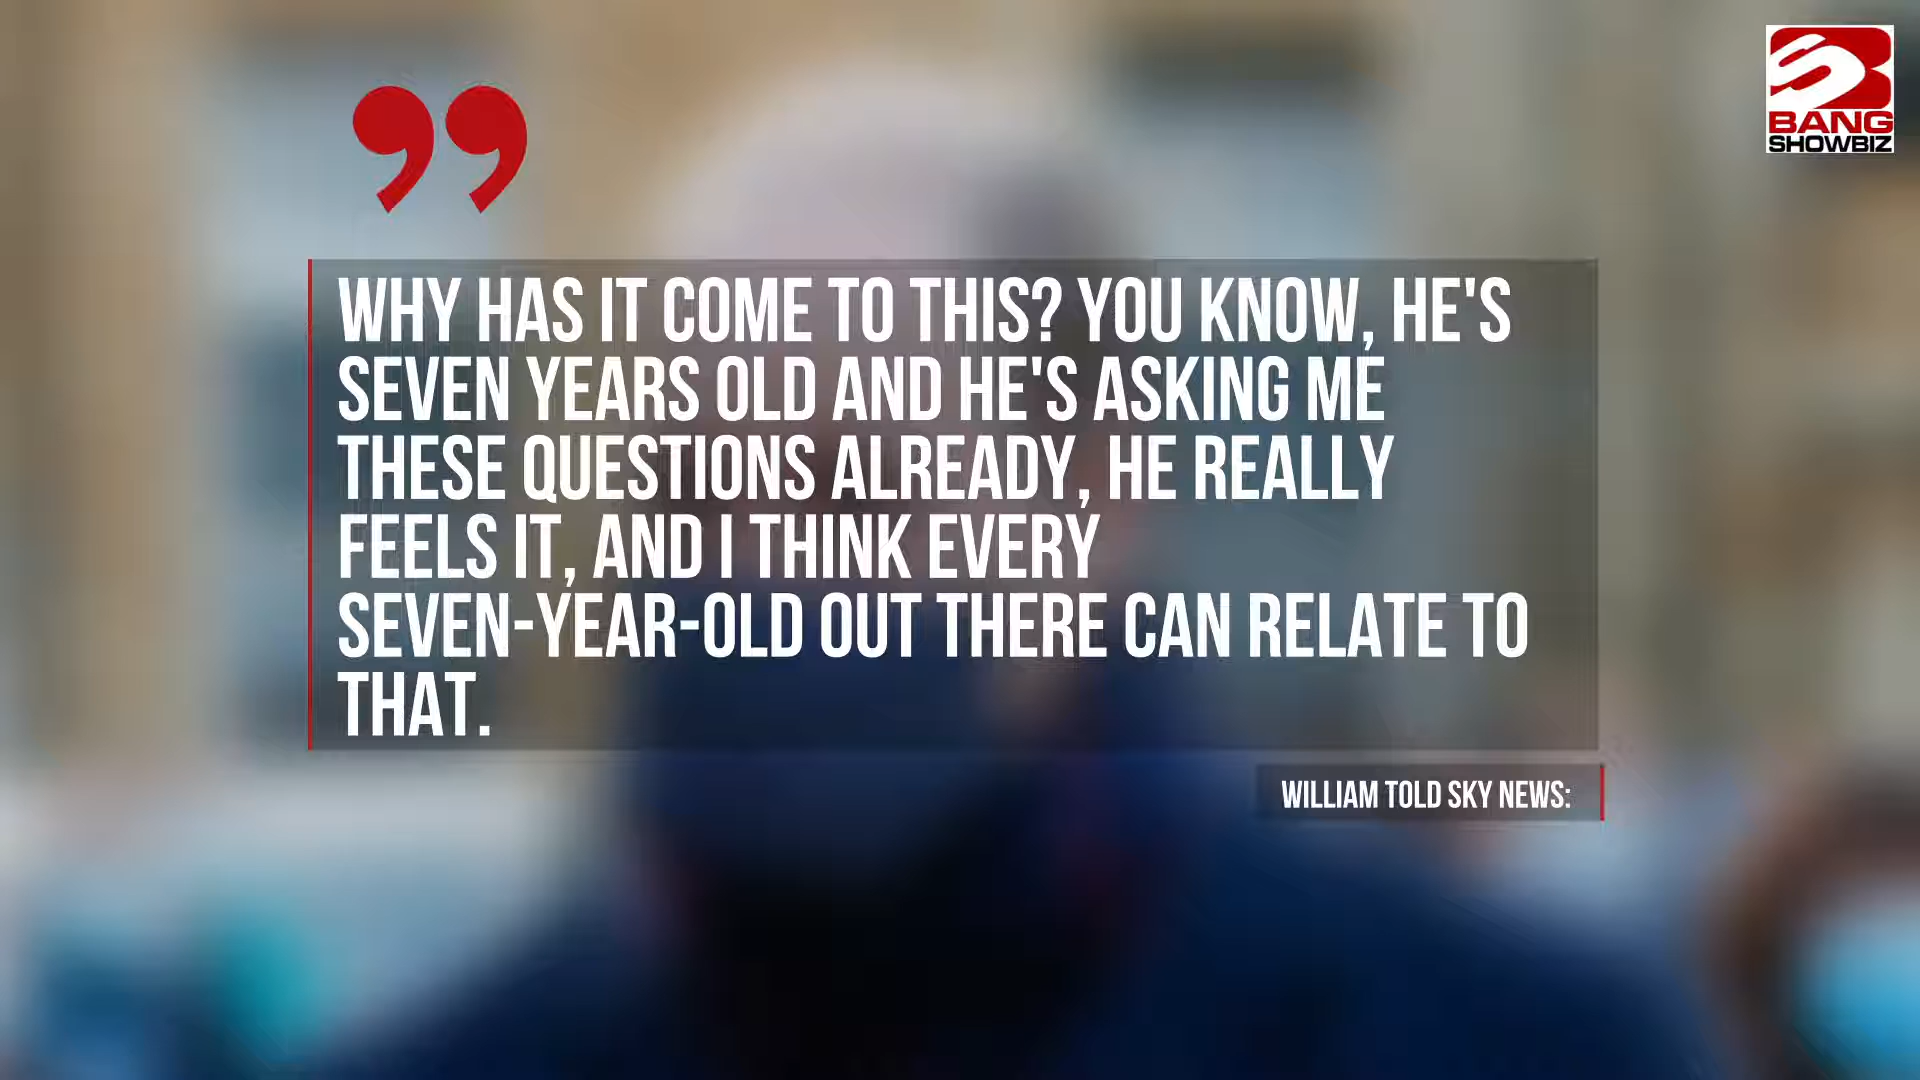 BANG
SHOWBIZ
”
WHY HAS IT COME TO THIS? YOU KNOW, HE'S
SEVEN YEARS OLD AND HE'S ASKING ME
THESE QUESTIONS ALREADY, HE REALLY
FEELS IT, AND I THINK EVERY
SEVEN-YEAR-OLD OUT THERE CAN RELATE TO
THAT.
WILLIAM TOLD SKY NEWS: